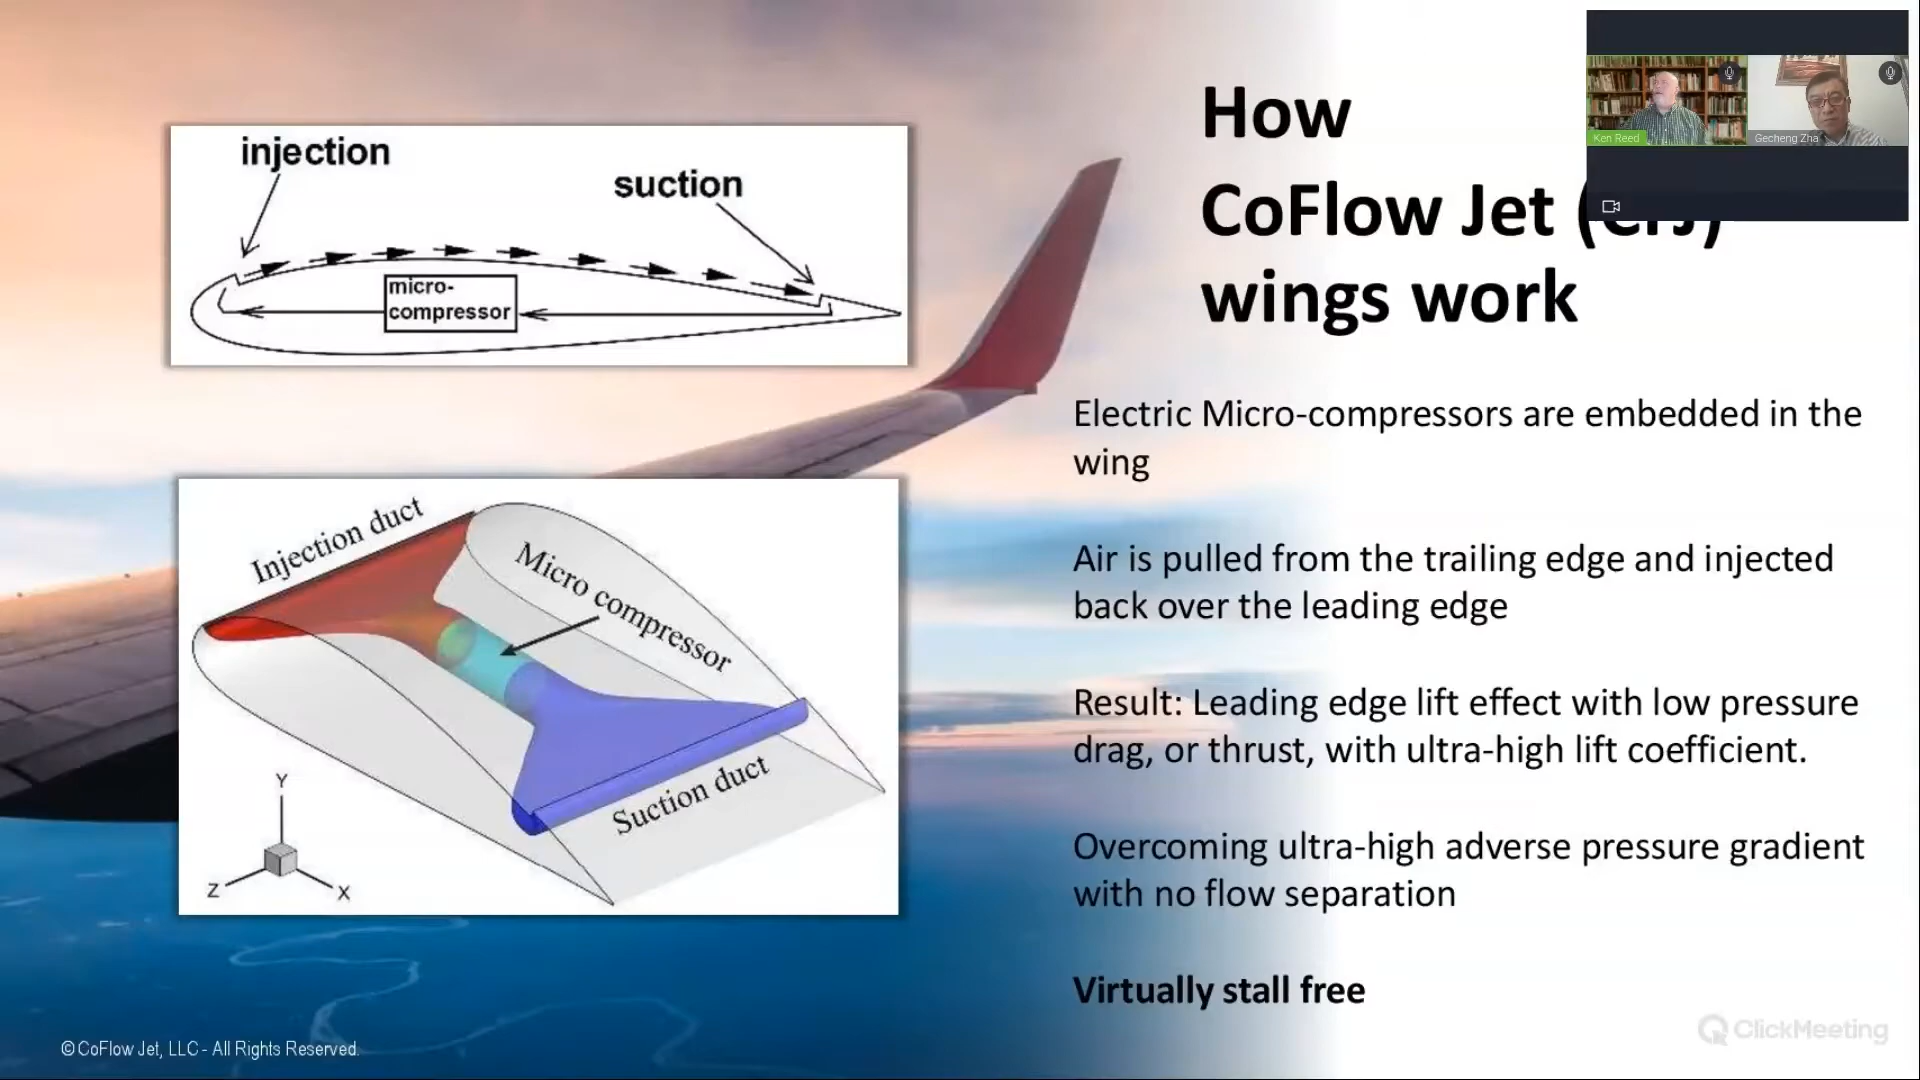 How
CoFlow Jet (CFJ)
wings work
Ken Reed
Gecheng Zha
injection
suction
micro-
compressor
Injection duct
Micro compressor
Suction duct
Y
Z
X
Electric Micro-compressors are embedded in the
wing
Air is pulled from the trailing edge and injected
back over the leading edge
Result: Leading edge lift effect with low pressure
drag, or thrust, with ultra-high lift coefficient.
Overcoming ultra-high adverse pressure gradient
with no flow separation
Virtually stall free
© CoFlow Jet, LLC - All Rights Reserved.
ClickMeeting